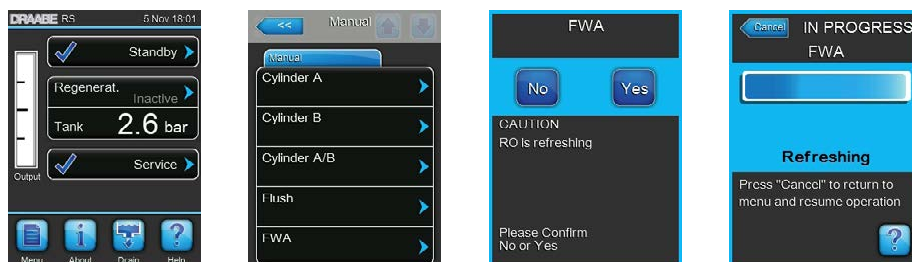 DRAABE RS 5 Nov 18:01
Standby
Regenerat.
Inactive
Tank 2.6 bar
Service
Output
Menu About Drain Help
<< Manual
Manual
Cylinder A
Cylinder B
Cylinder A/B
Flush
FWA
FWA
No Yes
CAUTION
RO is refreshing
Please Confirm
No or Yes
Cancel IN PROGRESS
FWA
Refreshing
Press "Cancel" to return to
menu and resume operation
?